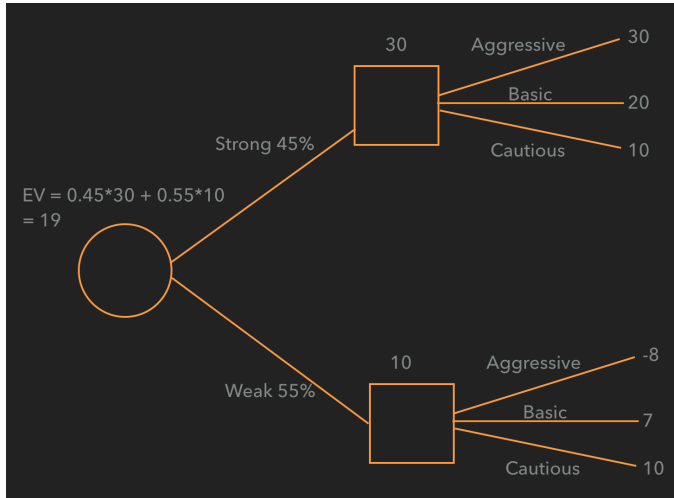 30
Aggressive
30
Basic
20
Strong 45%
Cautious
10
EV = 0.45*30 + 0.55*10
= 19
10
Aggressive
-8
Weak 55%
Basic
7
Cautious
10